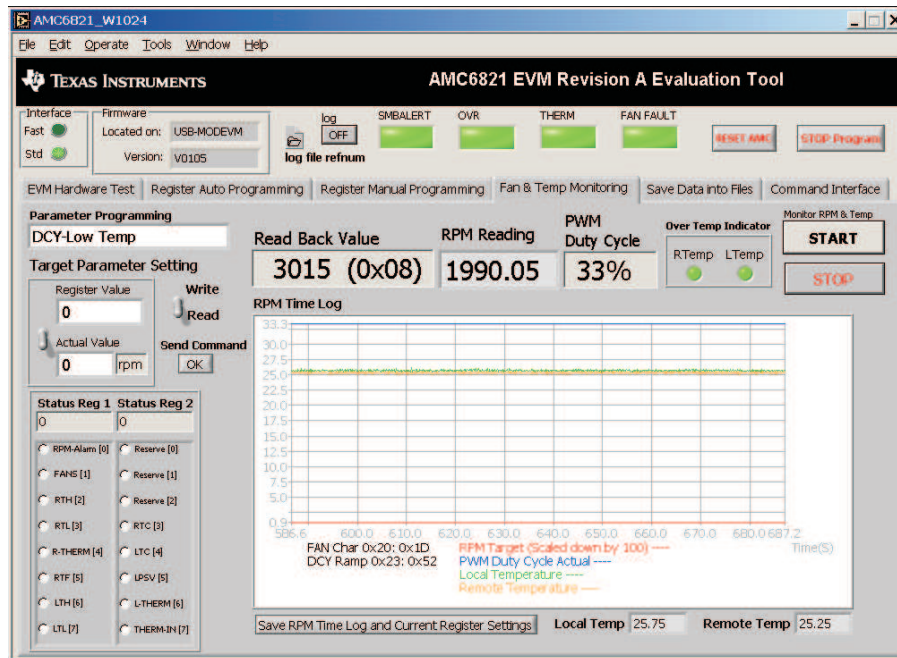 AMC6821_W1024
File Edit Operate Tools Window Help
TEXAS INSTRUMENTS
AMC6821 EVM Revision A Evaluation Tool
Interface
Fast
Std
Firmware
Located on: USB-MODEVM
Version: V0105
log
OFF
log file refnum
SMBALERT OVR THERM FAN FAULT
RESET AMC
STOP Program
EVM Hardware Test Register Auto Programming Register Manual Programming Fan & Temp Monitoring Save Data into Files Command Interface
Parameter Programming
DCY-Low Temp
Target Parameter Setting
Register Value
0
Actual Value
0 rpm
Write
Read
Send Command
OK
Read Back Value
3015 (0x08)
RPM Reading
1990.05
PWM
Duty Cycle
33%
Over Temp Indicator
RTemp LTemp
Monitor RPM & Temp
START
STOP
Status Reg 1 Status Reg 2
0 0
RPM-Alarm [0] Reserve [0]
FANS [1] Reserve [1]
RTH [2] Reserve [2]
RTL [3] RTC [3]
R-THERM [4] LTC [4]
RTF [5] LPSV [5]
LTH [6] L-THERM [6]
LTL [7] THERM-IN [7]
RPM Time Log
33.3
30.0
27.5
25.0
22.5
20.0
17.5
15.0
12.5
10.0
7.5
5.0
0.9
586.6 600.0 610.0 620.0 630.0 640.0 650.0 660.0 670.0 680.0 687.2
Time(S)
FAN Char 0x20: 0x1D
DCY Ramp 0x23: 0x52
RPM Target (Scaled down by 100) ----
PWM Duty Cycle Actual ----
Local Temperature ----
Remote Temperature ----
Save RPM Time Log and Current Register Settings
Local Temp 25.75
Remote Temp 25.25